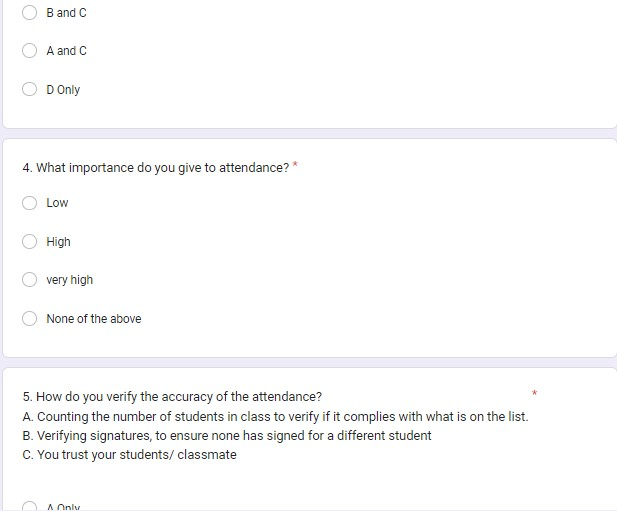 B and C
A and C
D Only
4. What importance do you give to attendance? *
Low
High
very high
None of the above
5. How do you verify the accuracy of the attendance? *
A. Counting the number of students in class to verify if it complies with what is on the list.
B. Verifying signatures, to ensure none has signed for a different student
C. You trust your students/ classmate
A Only